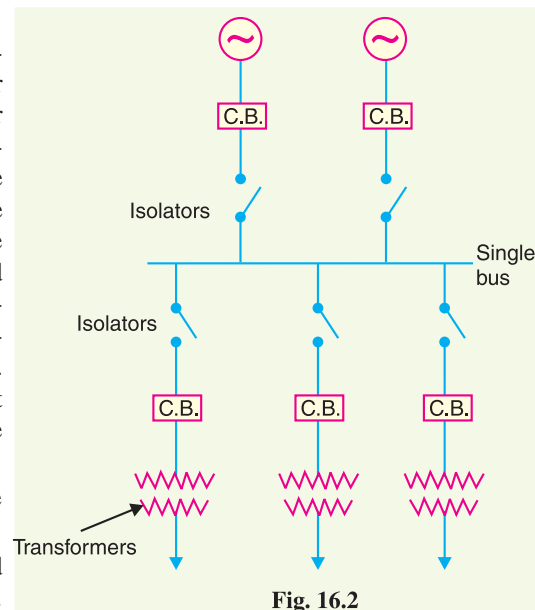 C.B. C.B.
Isolators
Single
bus
Isolators
C.B. C.B. C.B.
Transformers
Fig. 16.2